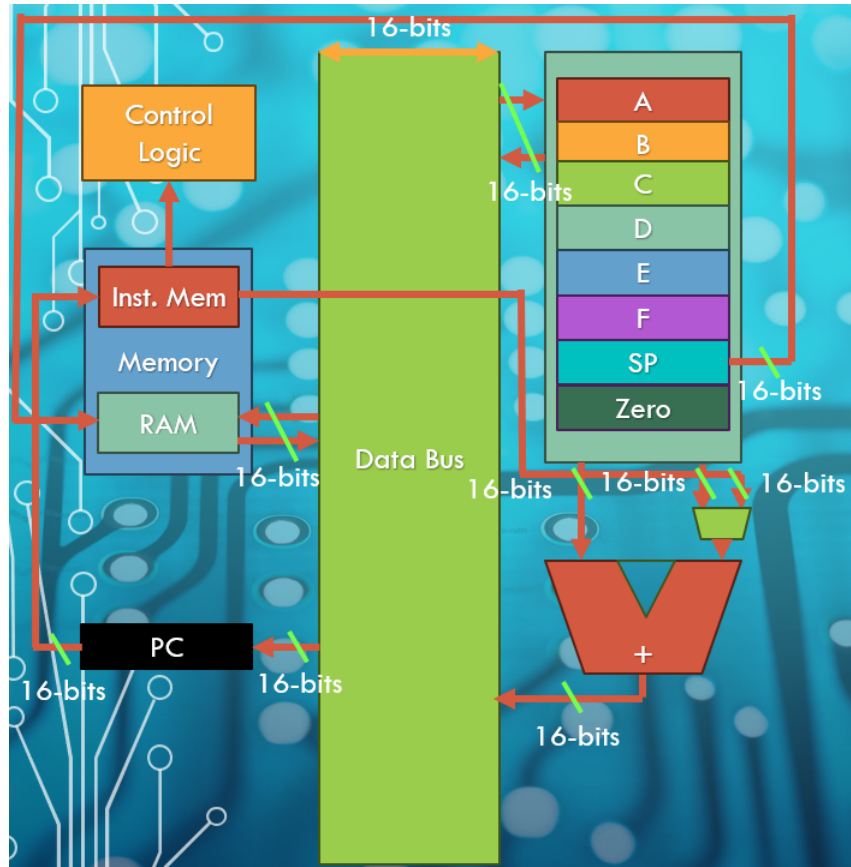 16-bits
Control
Logic
A
B
16-bits
C
D
Inst. Mem
E
F
Memory
SP
16-bits
RAM
Zero
16-bits
Data Bus
16-bits
16-bits
16-bits
PC
+
16-bits
16-bits
16-bits